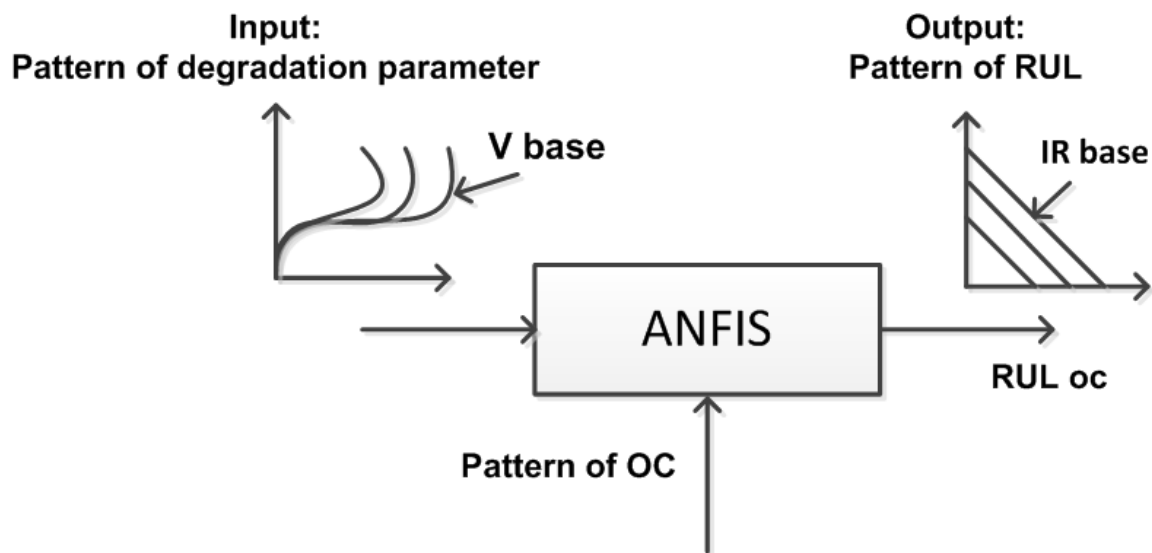 Input:
Pattern of degradation parameter
V base
Output:
Pattern of RUL
IR base
ANFIS
RUL oc
Pattern of OC